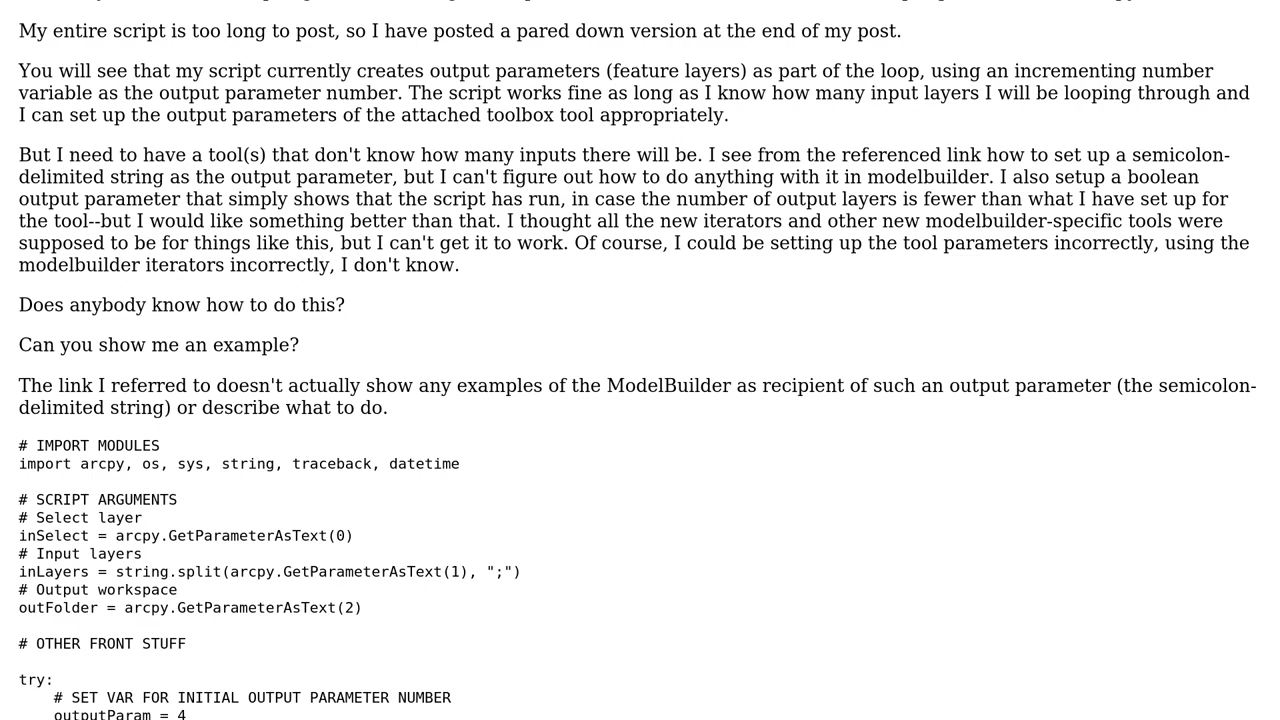 My entire script is too long to post, so I have posted a pared down version at the end of my post.
You will see that my script currently creates output parameters (feature layers) as part of the loop, using an incrementing number
variable as the output parameter number. The script works fine as long as I know how many input layers I will be looping through and
I can set up the output parameters of the attached toolbox tool appropriately.
But I need to have a tool(s) that don't know how many inputs there will be. I see from the referenced link how to set up a semicolon-
delimited string as the output parameter, but I can't figure out how to do anything with it in modelbuilder. I also setup a boolean
output parameter that simply shows that the script has run, in case the number of output layers is fewer than what I have set up for
the tool--but I would like something better than that. I thought all the new iterators and other new modelbuilder-specific tools were
supposed to be for things like this, but I can't get it to work. Of course, I could be setting up the tool parameters incorrectly, using the
modelbuilder iterators incorrectly, I don't know.
Does anybody know how to do this?
Can you show me an example?
The link I referred to doesn't actually show any examples of the ModelBuilder as recipient of such an output parameter (the semicolon-
delimited string) or describe what to do.
# IMPORT MODULES
import arcpy, os, sys, string, traceback, datetime
# SCRIPT ARGUMENTS
# Select layer
inSelect = arcpy.GetParameterAsText(0)
# Input layers
inLayers = string.split(arcpy.GetParameterAsText(1), ";")
# Output workspace
outFolder = arcpy.GetParameterAsText(2)
# OTHER FRONT STUFF
try:
    # SET VAR FOR INITIAL OUTPUT PARAMETER NUMBER
    outputParam = 4